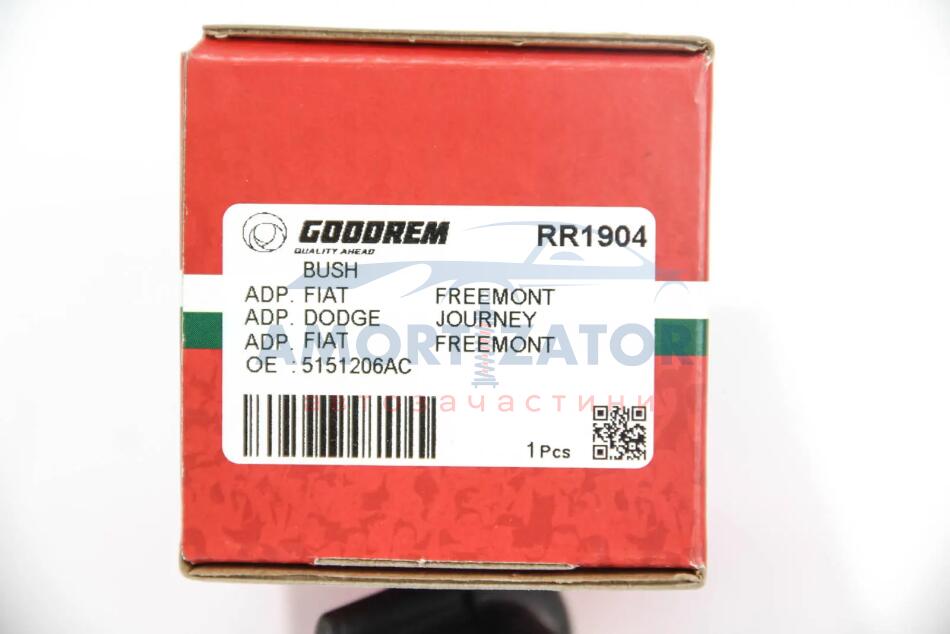 GOODREM
QUALITY AHEAD
RR1904
BUSH
ADP. FIAT FREEMONT
ADP. DODGE JOURNEY
ADP. FIAT FREEMONT
OE : 5151206AC
1 Pcs
AMORTIZATOR
автозачастини